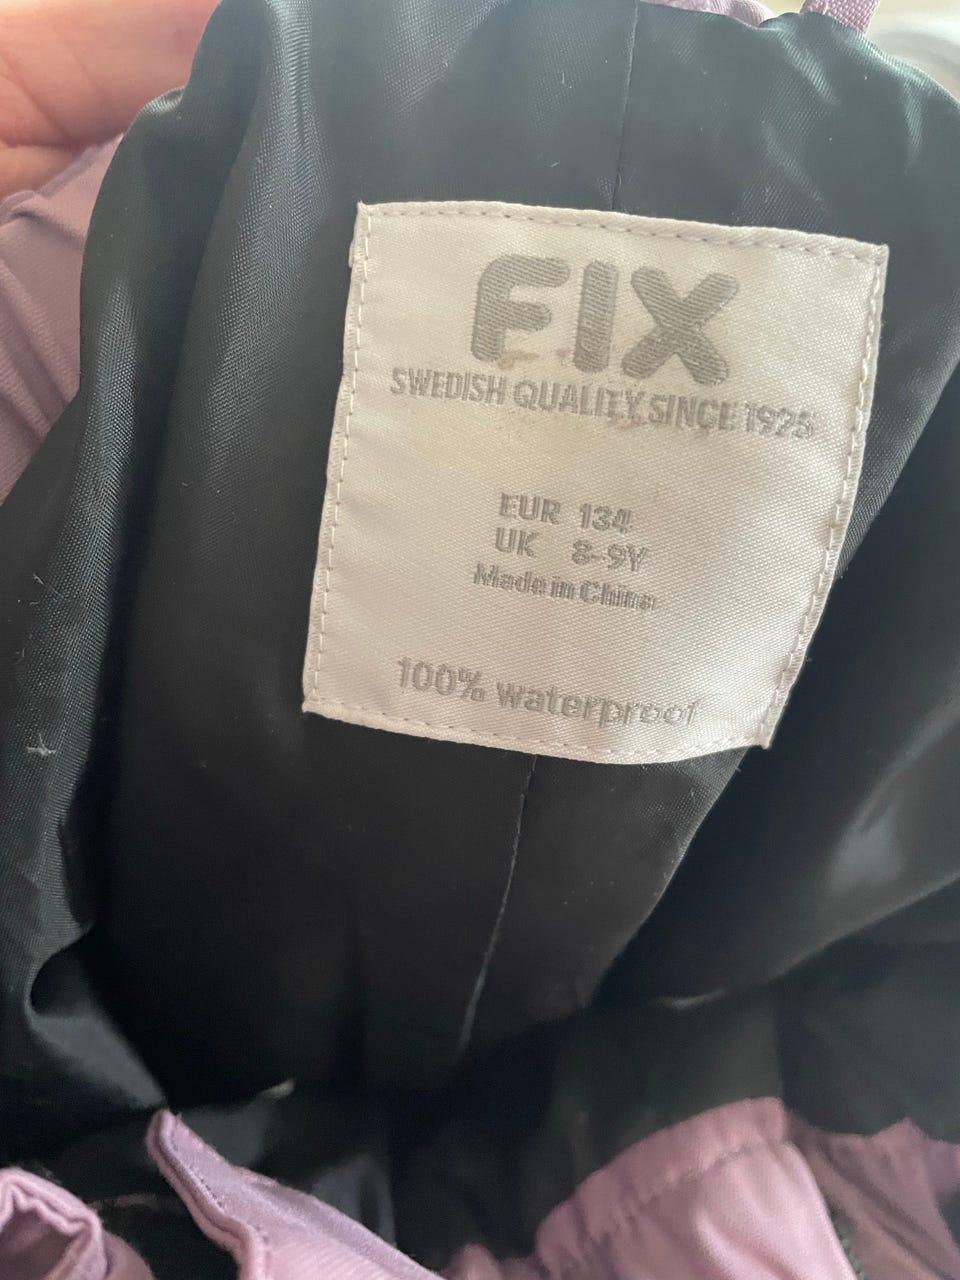 FIX
SWEDISH QUALITY SINCE 1925
EUR 134
UK 8-9Y
Made in China
100% waterproof